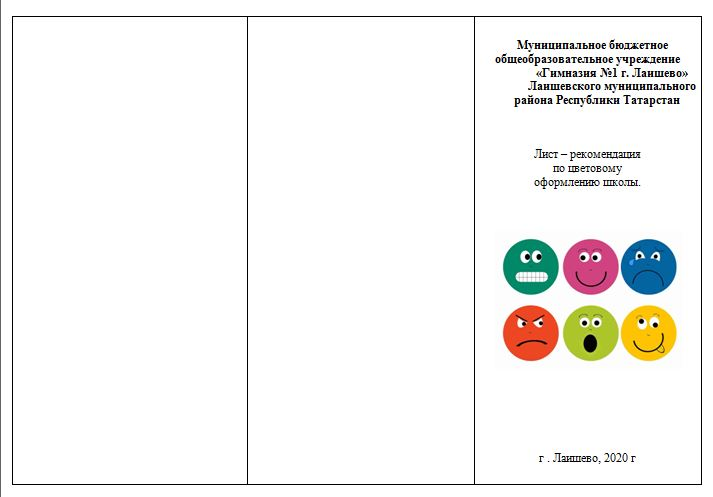 Муниципальное бюджетное
общеобразовательное учреждение
«Гимназия №1 г. Лаишево»
Лаишевского муниципального
района Республики Татарстан
Лист – рекомендация
по цветовому
оформлению школы.
г . Лаишево, 2020 г